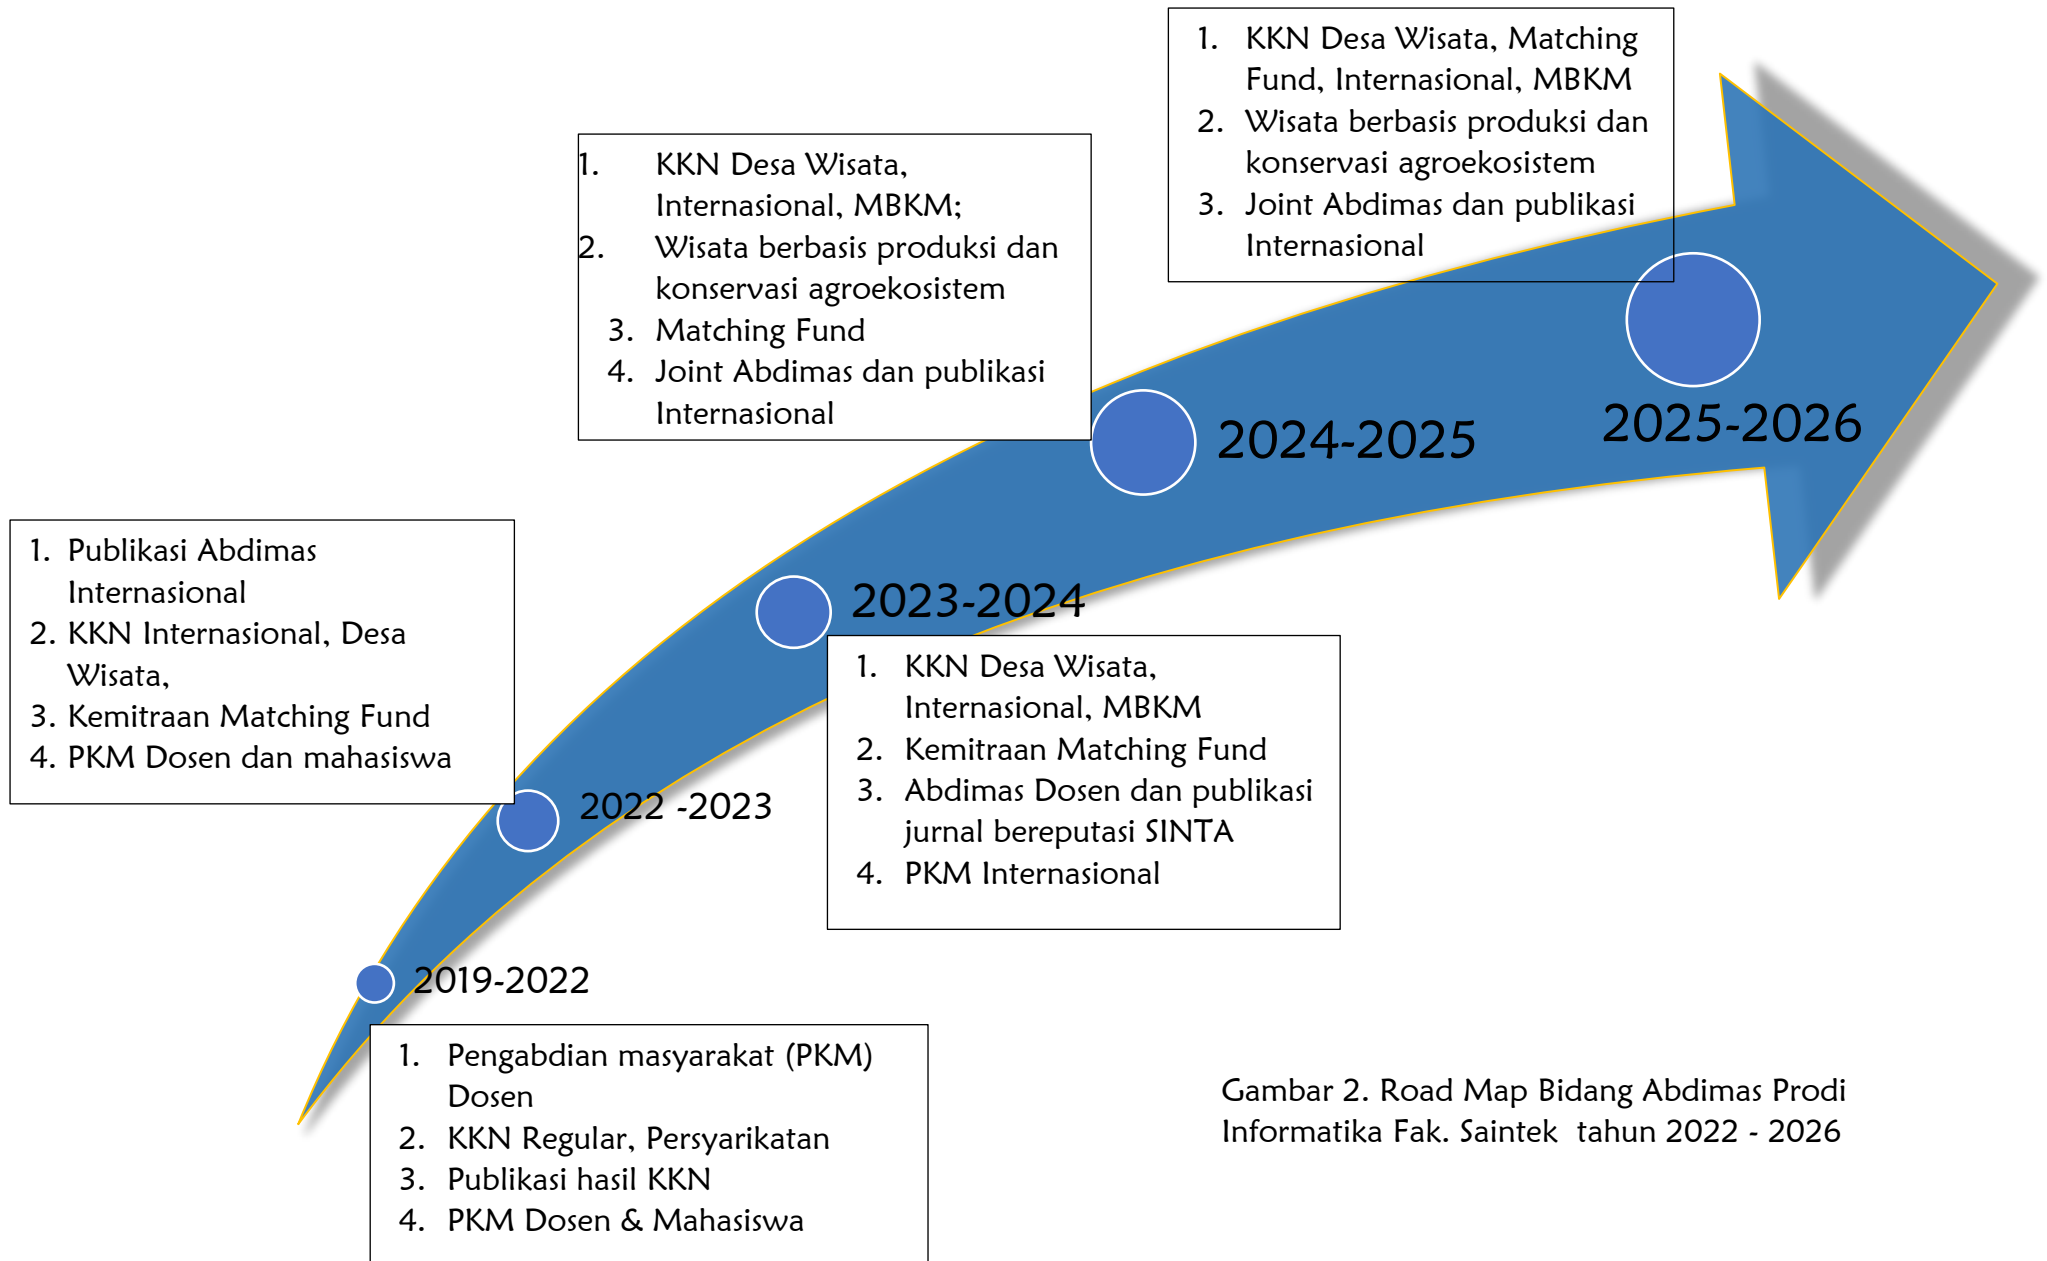 1. KKN Desa Wisata, Matching
Fund, Internasional, MBKM
2. Wisata berbasis produksi dan
konservasi agroekosistem
3. Joint Abdimas dan publikasi
Internasional
1. KKN Desa Wisata,
Internasional, MBKM;
2. Wisata berbasis produksi dan
konservasi agroekosistem
3. Matching Fund
4. Joint Abdimas dan publikasi
Internasional
2025-2026
2024-2025
1. Publikasi Abdimas
Internasional
2. KKN Internasional, Desa
Wisata,
3. Kemitraan Matching Fund
4. PKM Dosen dan mahasiswa
2023-2024
1. KKN Desa Wisata,
Internasional, MBKM
2. Kemitraan Matching Fund
3. Abdimas Dosen dan publikasi
jurnal bereputasi SINTA
4. PKM Internasional
2022 -2023
2019-2022
1. Pengabdian masyarakat (PKM)
Dosen
2. KKN Regular, Persyarikatan
3. Publikasi hasil KKN
4. PKM Dosen & Mahasiswa
Gambar 2. Road Map Bidang Abdimas Prodi
Informatika Fak. Saintek tahun 2022 - 2026